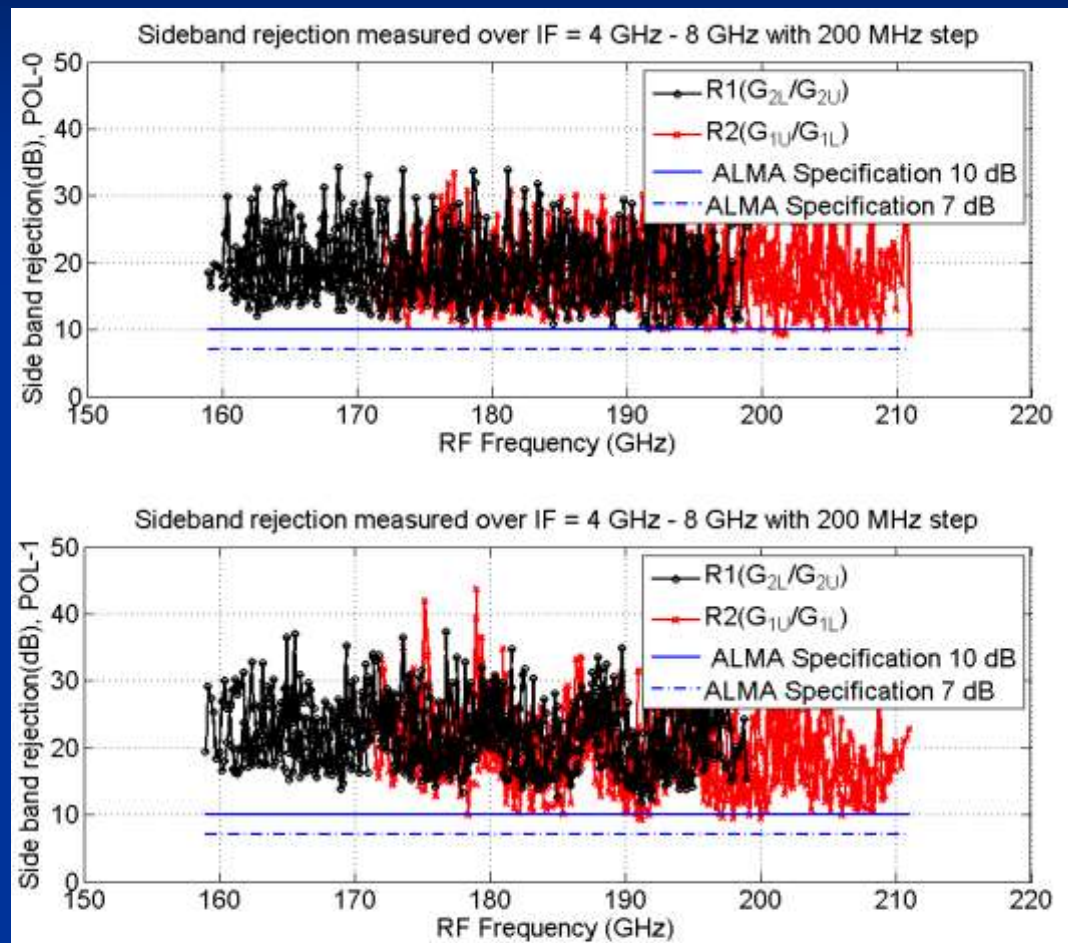 Sideband rejection measured over IF = 4 GHz - 8 GHz with 200 MHz step
Side band rejection(dB), POL-0
50
40
30
20
10
0
R1(G2L/G2U)
R2(G1U/G1L)
ALMA Specification 10 dB
ALMA Specification 7 dB
150 160 170 180 190 200 210 220
RF Frequency (GHz)
Sideband rejection measured over IF = 4 GHz - 8 GHz with 200 MHz step
Side band rejection(dB), POL-1
50
40
30
20
10
0
R1(G2L/G2U)
R2(G1U/G1L)
ALMA Specification 10 dB
ALMA Specification 7 dB
150 160 170 180 190 200 210 220
RF Frequency (GHz)